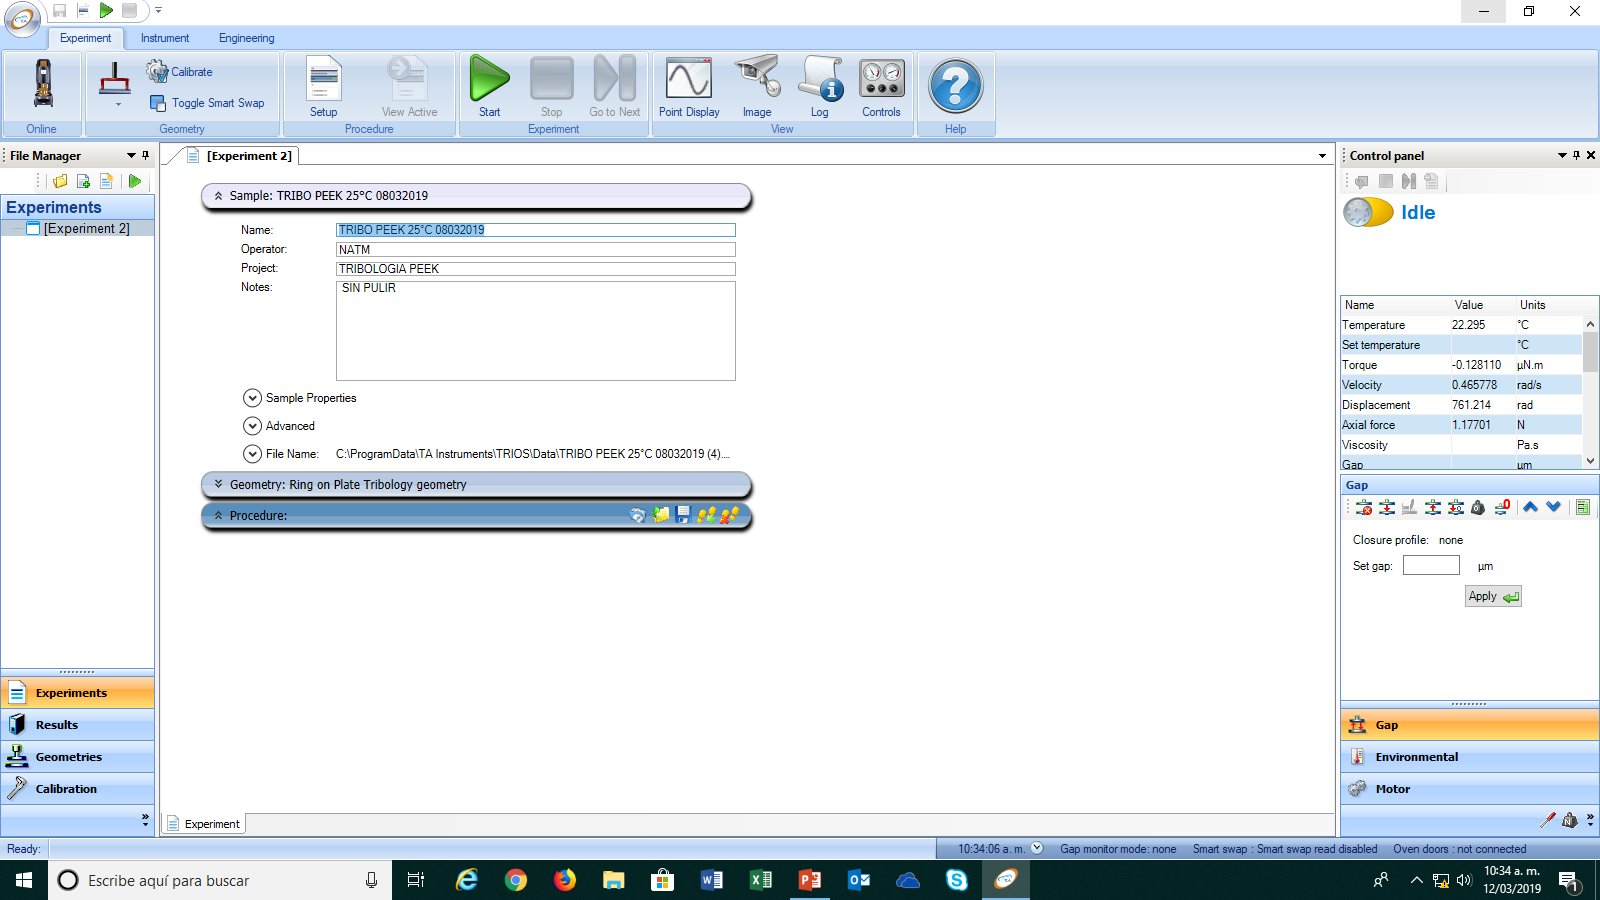 Experiment Instrument Engineering
Calibrate
Toggle Smart Swap
Setup View Active Start Stop Go to Next Point Display Image Log Controls
Online Geometry Procedure Experiment View Help
File Manager
[Experiment 2]
Control panel
Experiments
[Experiment 2]
Sample: TRIBO PEEK 25°C 08032019
Name: TRIBO PEEK 25°C 08032019
Operator: NATM
Project: TRIBOLOGIA PEEK
Notes: SIN PULIR
Sample Properties
Advanced
File Name: C:\ProgramData\TA Instruments\TRIOS\Data\TRIBO PEEK 25°C 08032019 (4)....
Geometry: Ring on Plate Tribology geometry
Procedure:
Idle
Name Value Units
Temperature 22.295 °C
Set temperature °C
Torque -0.128110 µN.m
Velocity 0.465778 rad/s
Displacement 761.214 rad
Axial force 1.17701 N
Viscosity Pa.s
Gap µm
Gap
Closure profile: none
Set gap: µm
Apply
Experiments
Results
Geometries
Calibration
Gap
Environmental
Motor
Experiment
Ready: 10:34:06 a. m. Gap monitor mode: none Smart swap : Smart swap read disabled Oven doors : not connected
Escribe aquí para buscar
10:34 a. m.
12/03/2019
1